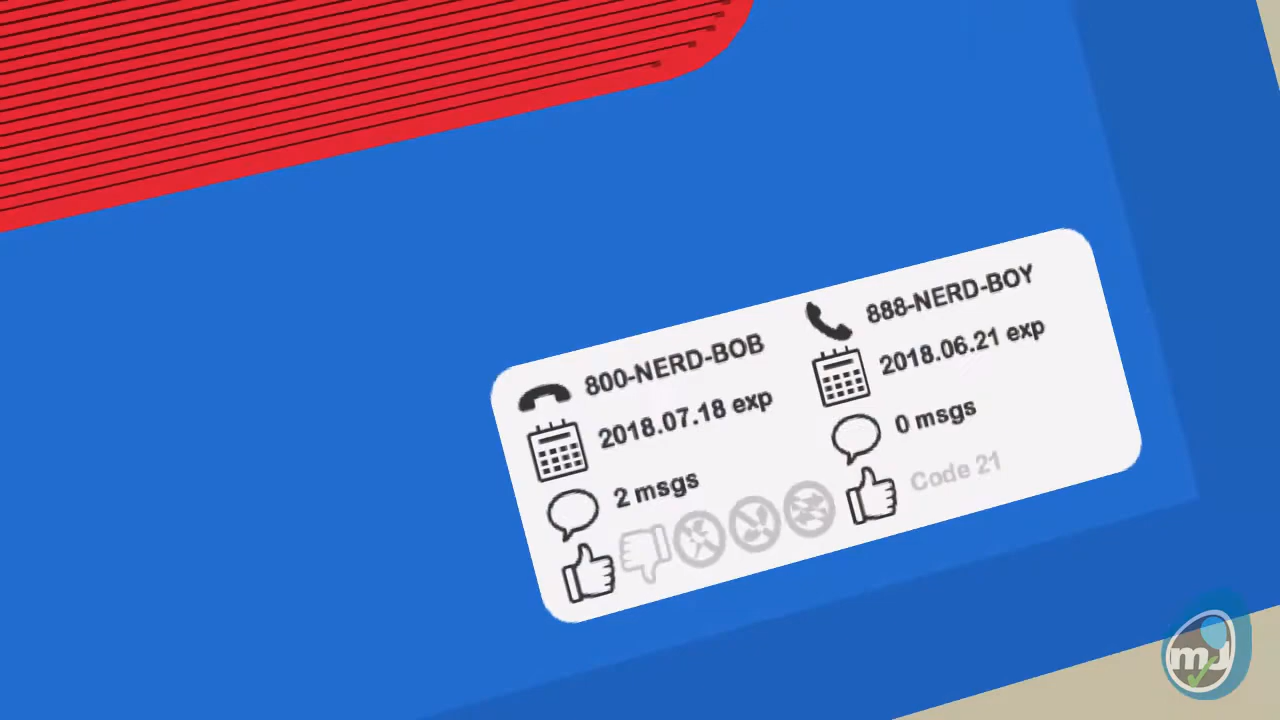 800-NERD-BOB
2018.07.18 exp
2 msgs
888-NERD-BOY
2018.06.21 exp
0 msgs
Code 21
mJ